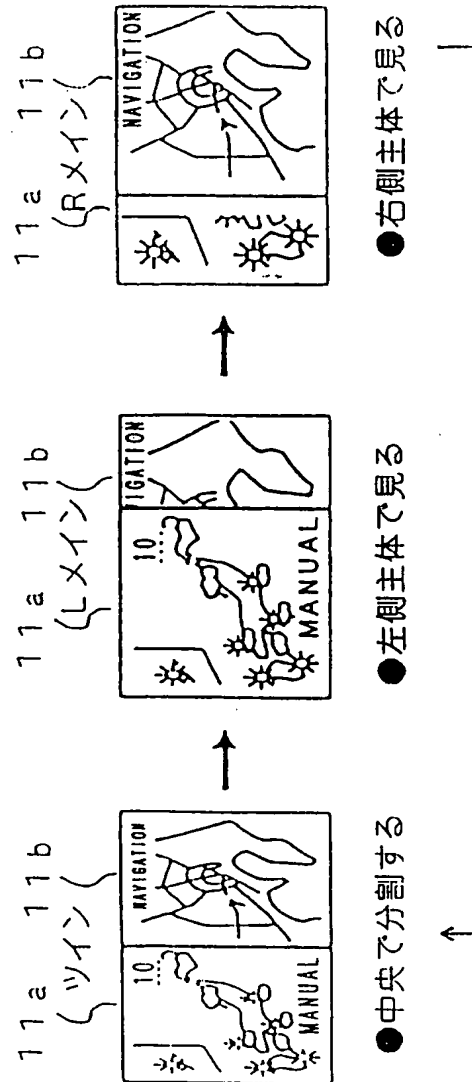 11a ツイン 11b
10
NAVIGATION
MANUAL
●中央で分割する
11a Lメイン 11b
10
IGATION
MANUAL
●左側主体で見る
11a Rメイン 11b
NAVIGATION
●右側主体で見る